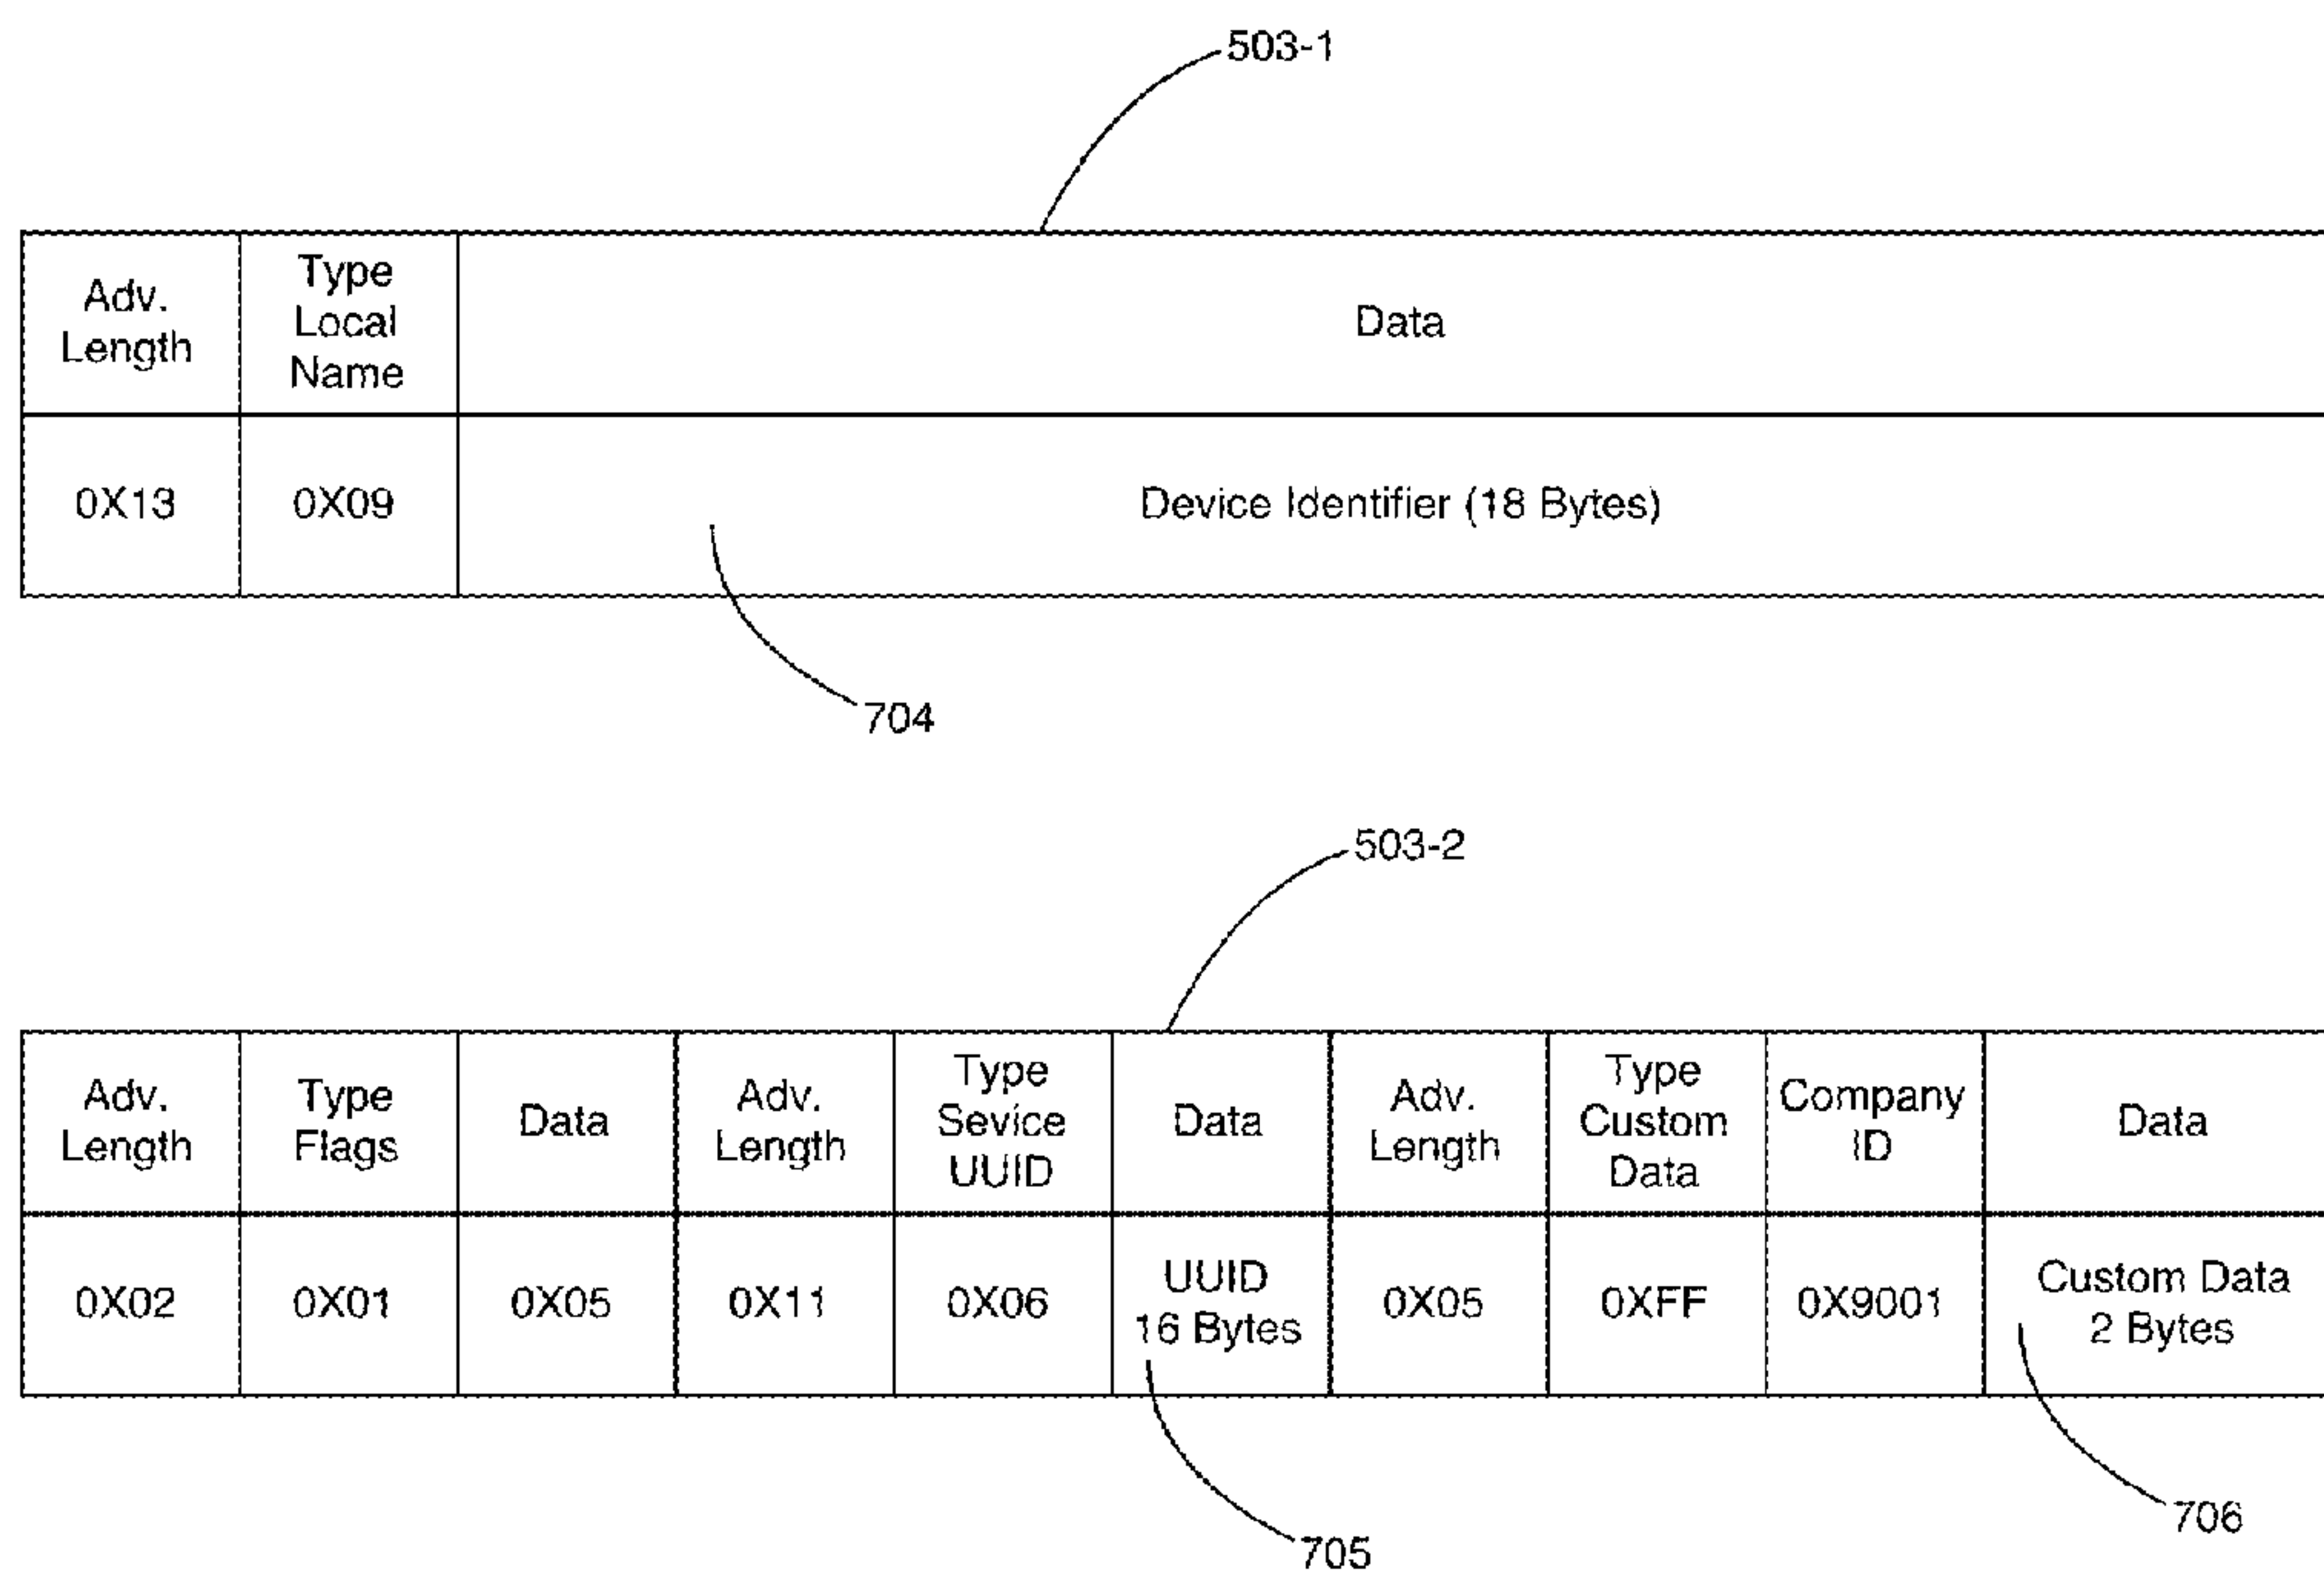 503-1
Adv.
Length
Type
Local
Name
Data
0X13
0X09
Device Identifier (18 Bytes)
704
503-2
Adv.
Length
Type
Flags
Data
Adv.
Length
Type
Sevice
UUID
Data
Adv.
Length
Type
Custom
Data
Company
ID
Data
0X02
0X01
0X05
0X11
0X06
UUID
16 Bytes
0X05
0XFF
0X9001
Custom Data
2 Bytes
705
706